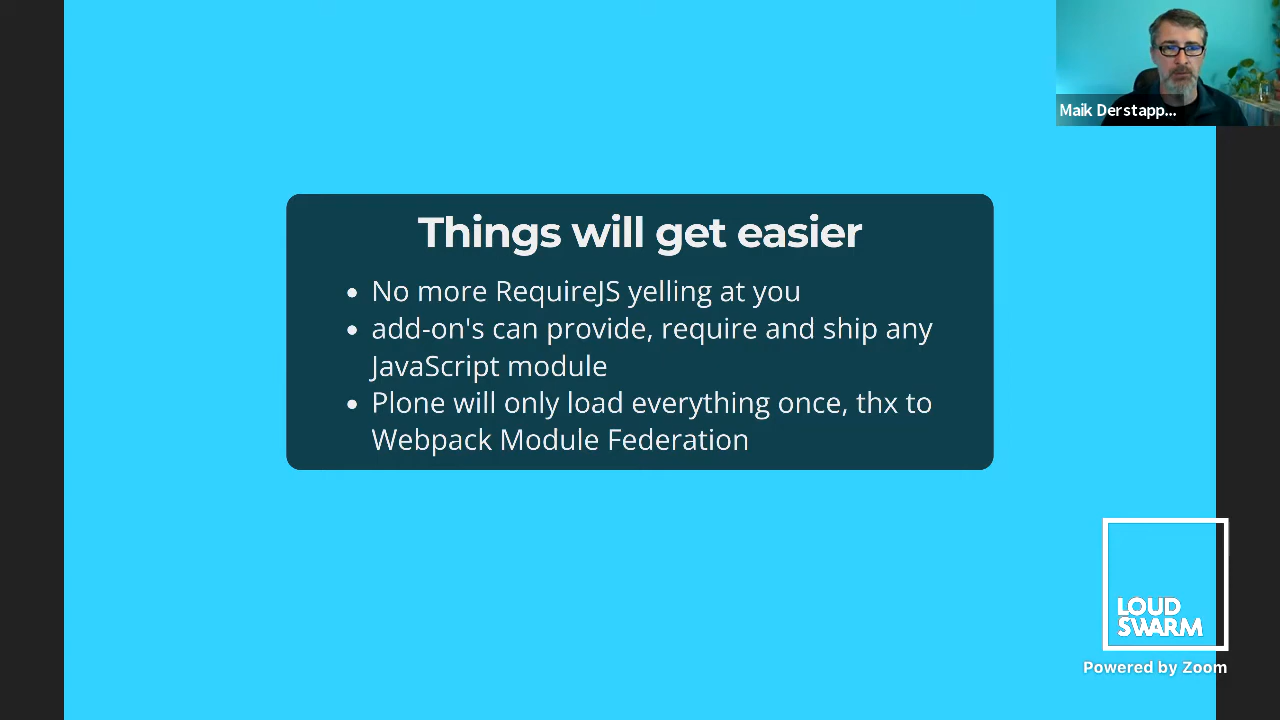 Maik Derstapp...
Things will get easier
• No more RequireJS yelling at you
• add-on's can provide, require and ship any
JavaScript module
• Plone will only load everything once, thx to
Webpack Module Federation
LOUD
SWARM
Powered by Zoom